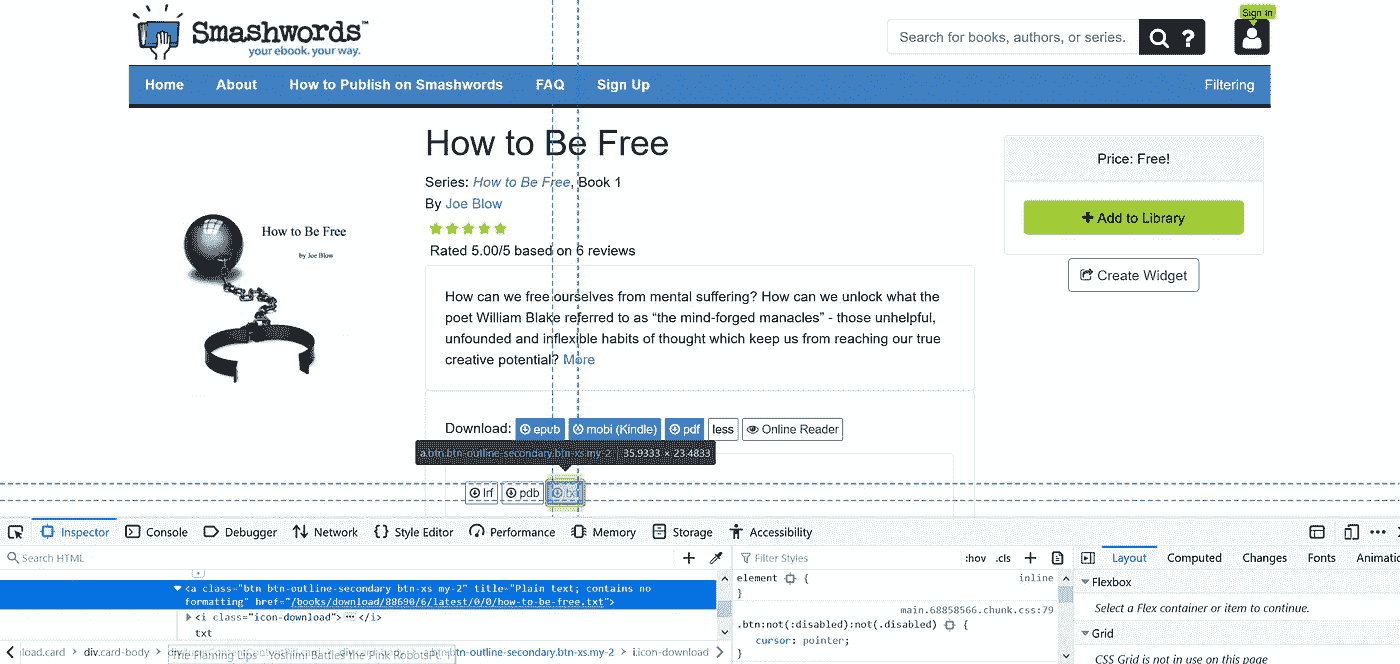 Smashwords™
your ebook. your way.
Search for books, authors, or series.
?
Sign in
Home About How to Publish on Smashwords FAQ Sign Up Filtering
How to Be Free
Series: How to Be Free, Book 1
By Joe Blow
Rated 5.00/5 based on 6 reviews
How to Be Free
by Joe Blow
Price: Free!
Add to Library
Create Widget
How can we free ourselves from mental suffering? How can we unlock what the
poet William Blake referred to as “the mind-forged manacles” - those unhelpful,
unfounded and inflexible habits of thought which keep us from reaching our true
creative potential? More
Download: epub mobi (Kindle) pdf less Online Reader
a.btn.btn-outline-secondary.btn-xs.my-2 35.9333 × 23.4833
lrf pdb txt
Inspector Console Debugger Network Style Editor Performance Memory Storage Accessibility
Search HTML
<a class="btn btn-outline-secondary btn-xs my-2" title="Plain text; contains no
formatting" href="/books/download/88690/6/latest/0/0/how-to-be-free.txt">
<i class="icon-download"> </i>
txt
load.card > div.card-body > btn-outline-secondary.btn-xs.my-2 > i.icon-download
The Flaming Lips - Yoshimi Battles the Pink Robots Pt. 1
Filter Styles :hov .cls +
element { inline
}
main.68858566.chunk.css:79
.btn:not(:disabled):not(.disabled) {
cursor: pointer;
}
Layout Computed Changes Fonts Animatio
Flexbox
Select a Flex container or item to continue.
Grid
CSS Grid is not in use on this page